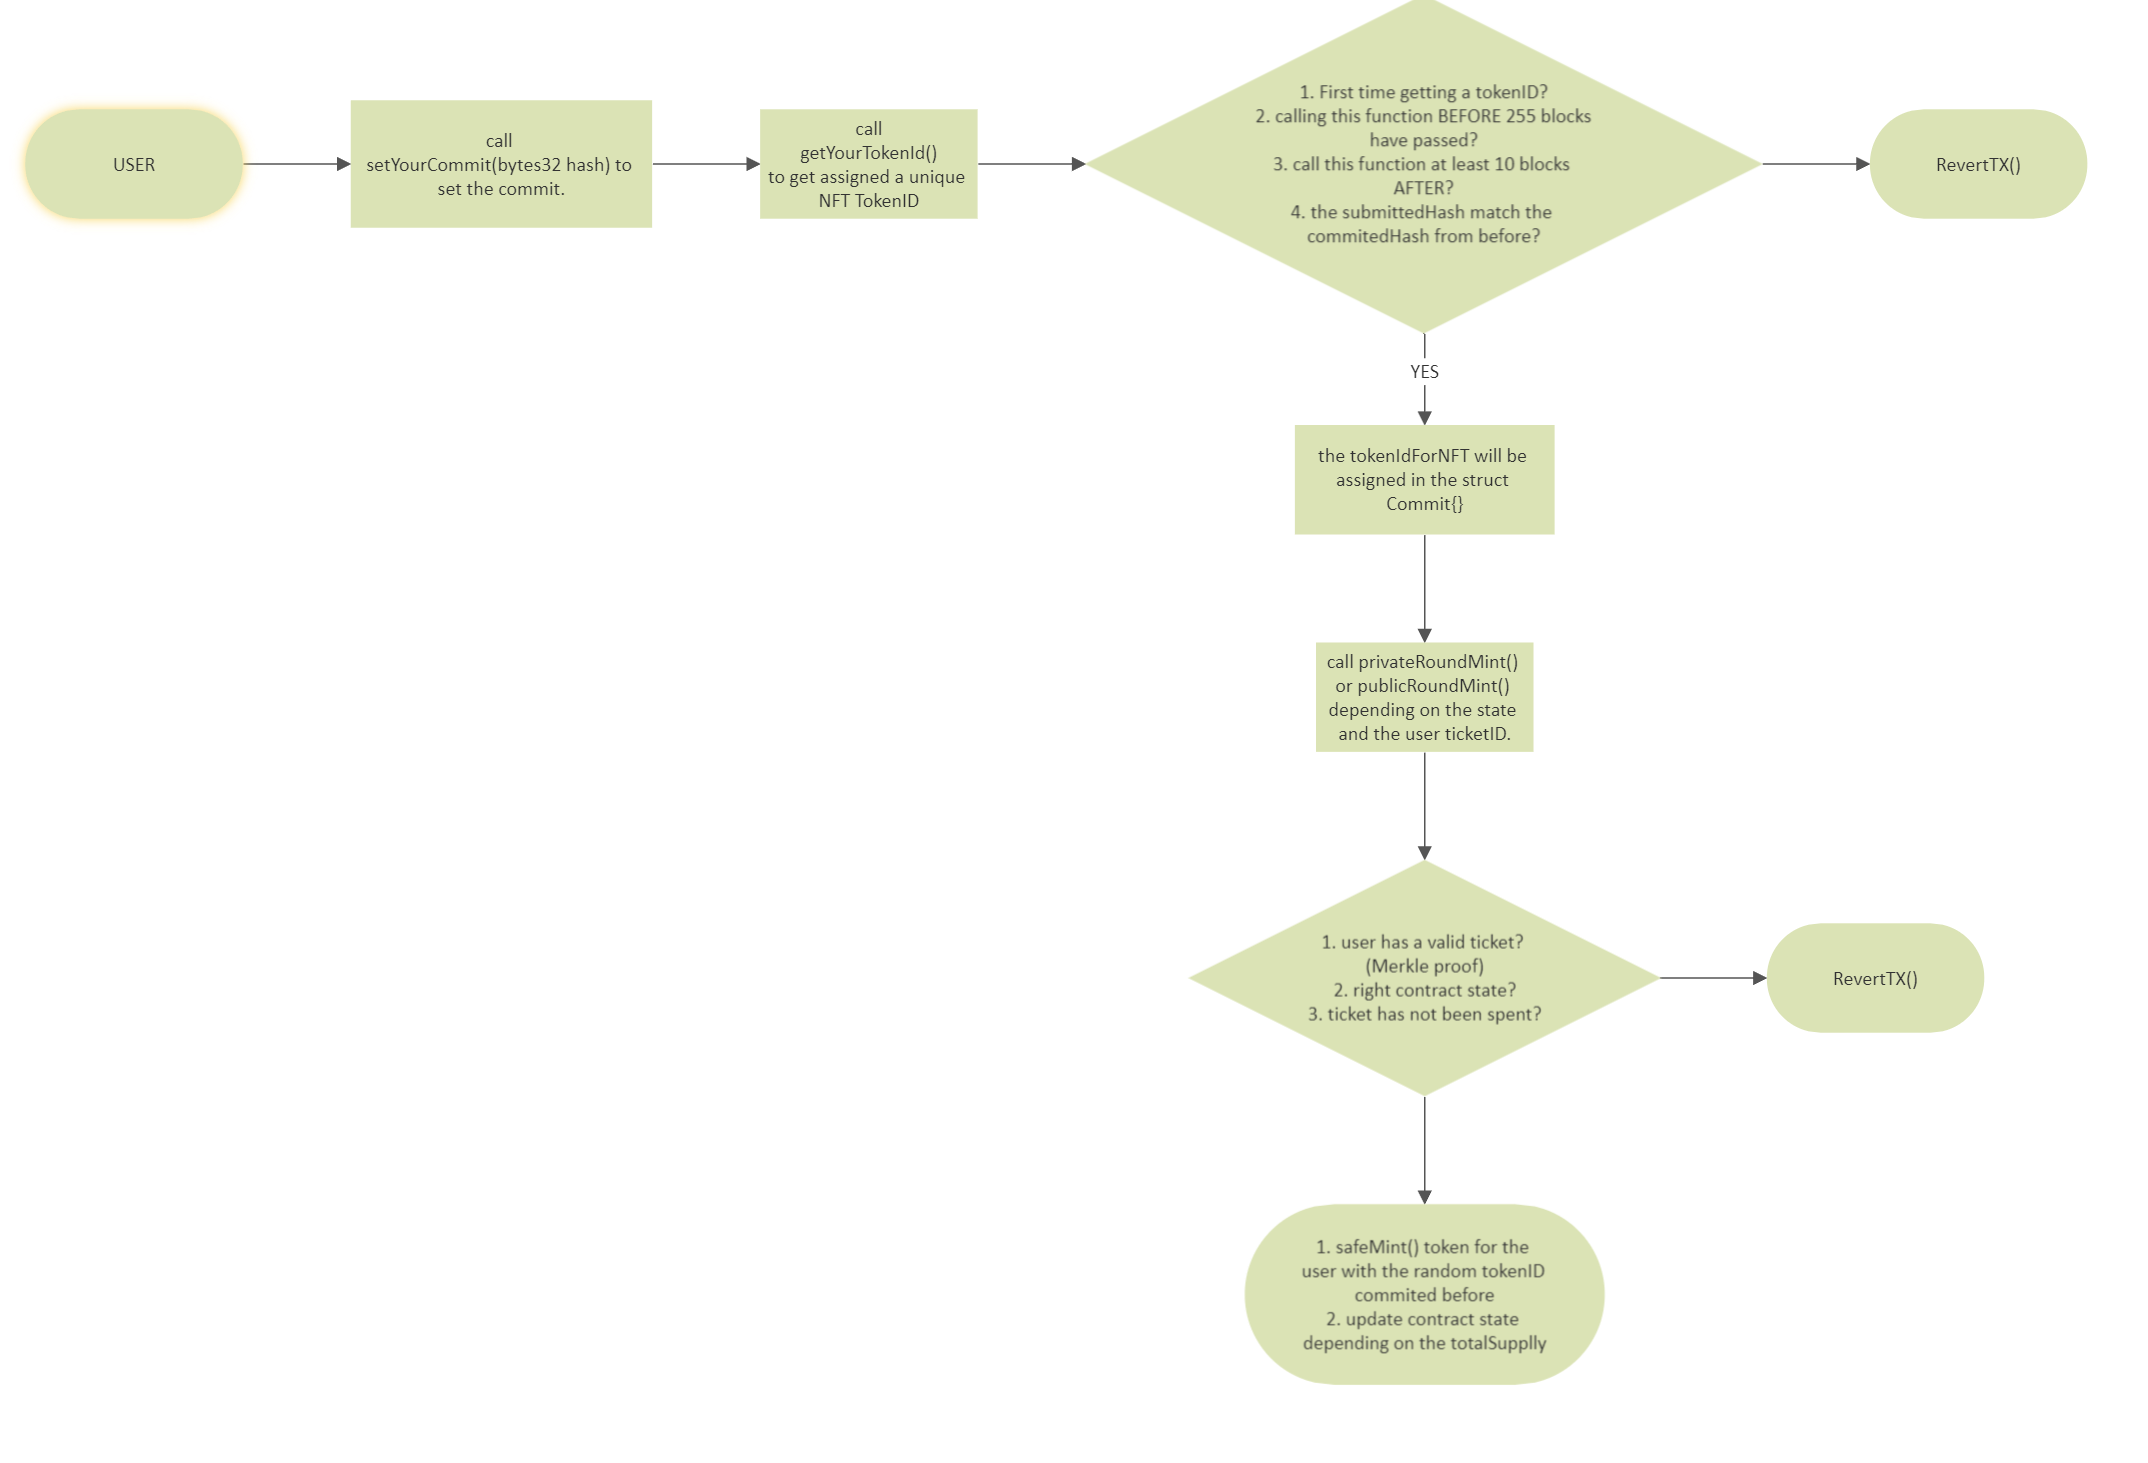 USER
call
setYourCommit(bytes32 hash) to
set the commit.
call
getYourTokenId()
to get assigned a unique
NFT TokenID
1. First time getting a tokenID?
2. calling this function BEFORE 255 blocks
have passed?
3. call this function at least 10 blocks
AFTER?
4. the submittedHash match the
commitedHash from before?
RevertTX()
YES
the tokenIdForNFT will be
assigned in the struct
Commit{}
call privateRoundMint()
or publicRoundMint()
depending on the state
and the user ticketID.
1. user has a valid ticket?
(Merkle proof)
2. right contract state?
3. ticket has not been spent?
RevertTX()
1. safeMint() token for the
user with the random tokenID
commited before
2. update contract state
depending on the totalSupplly